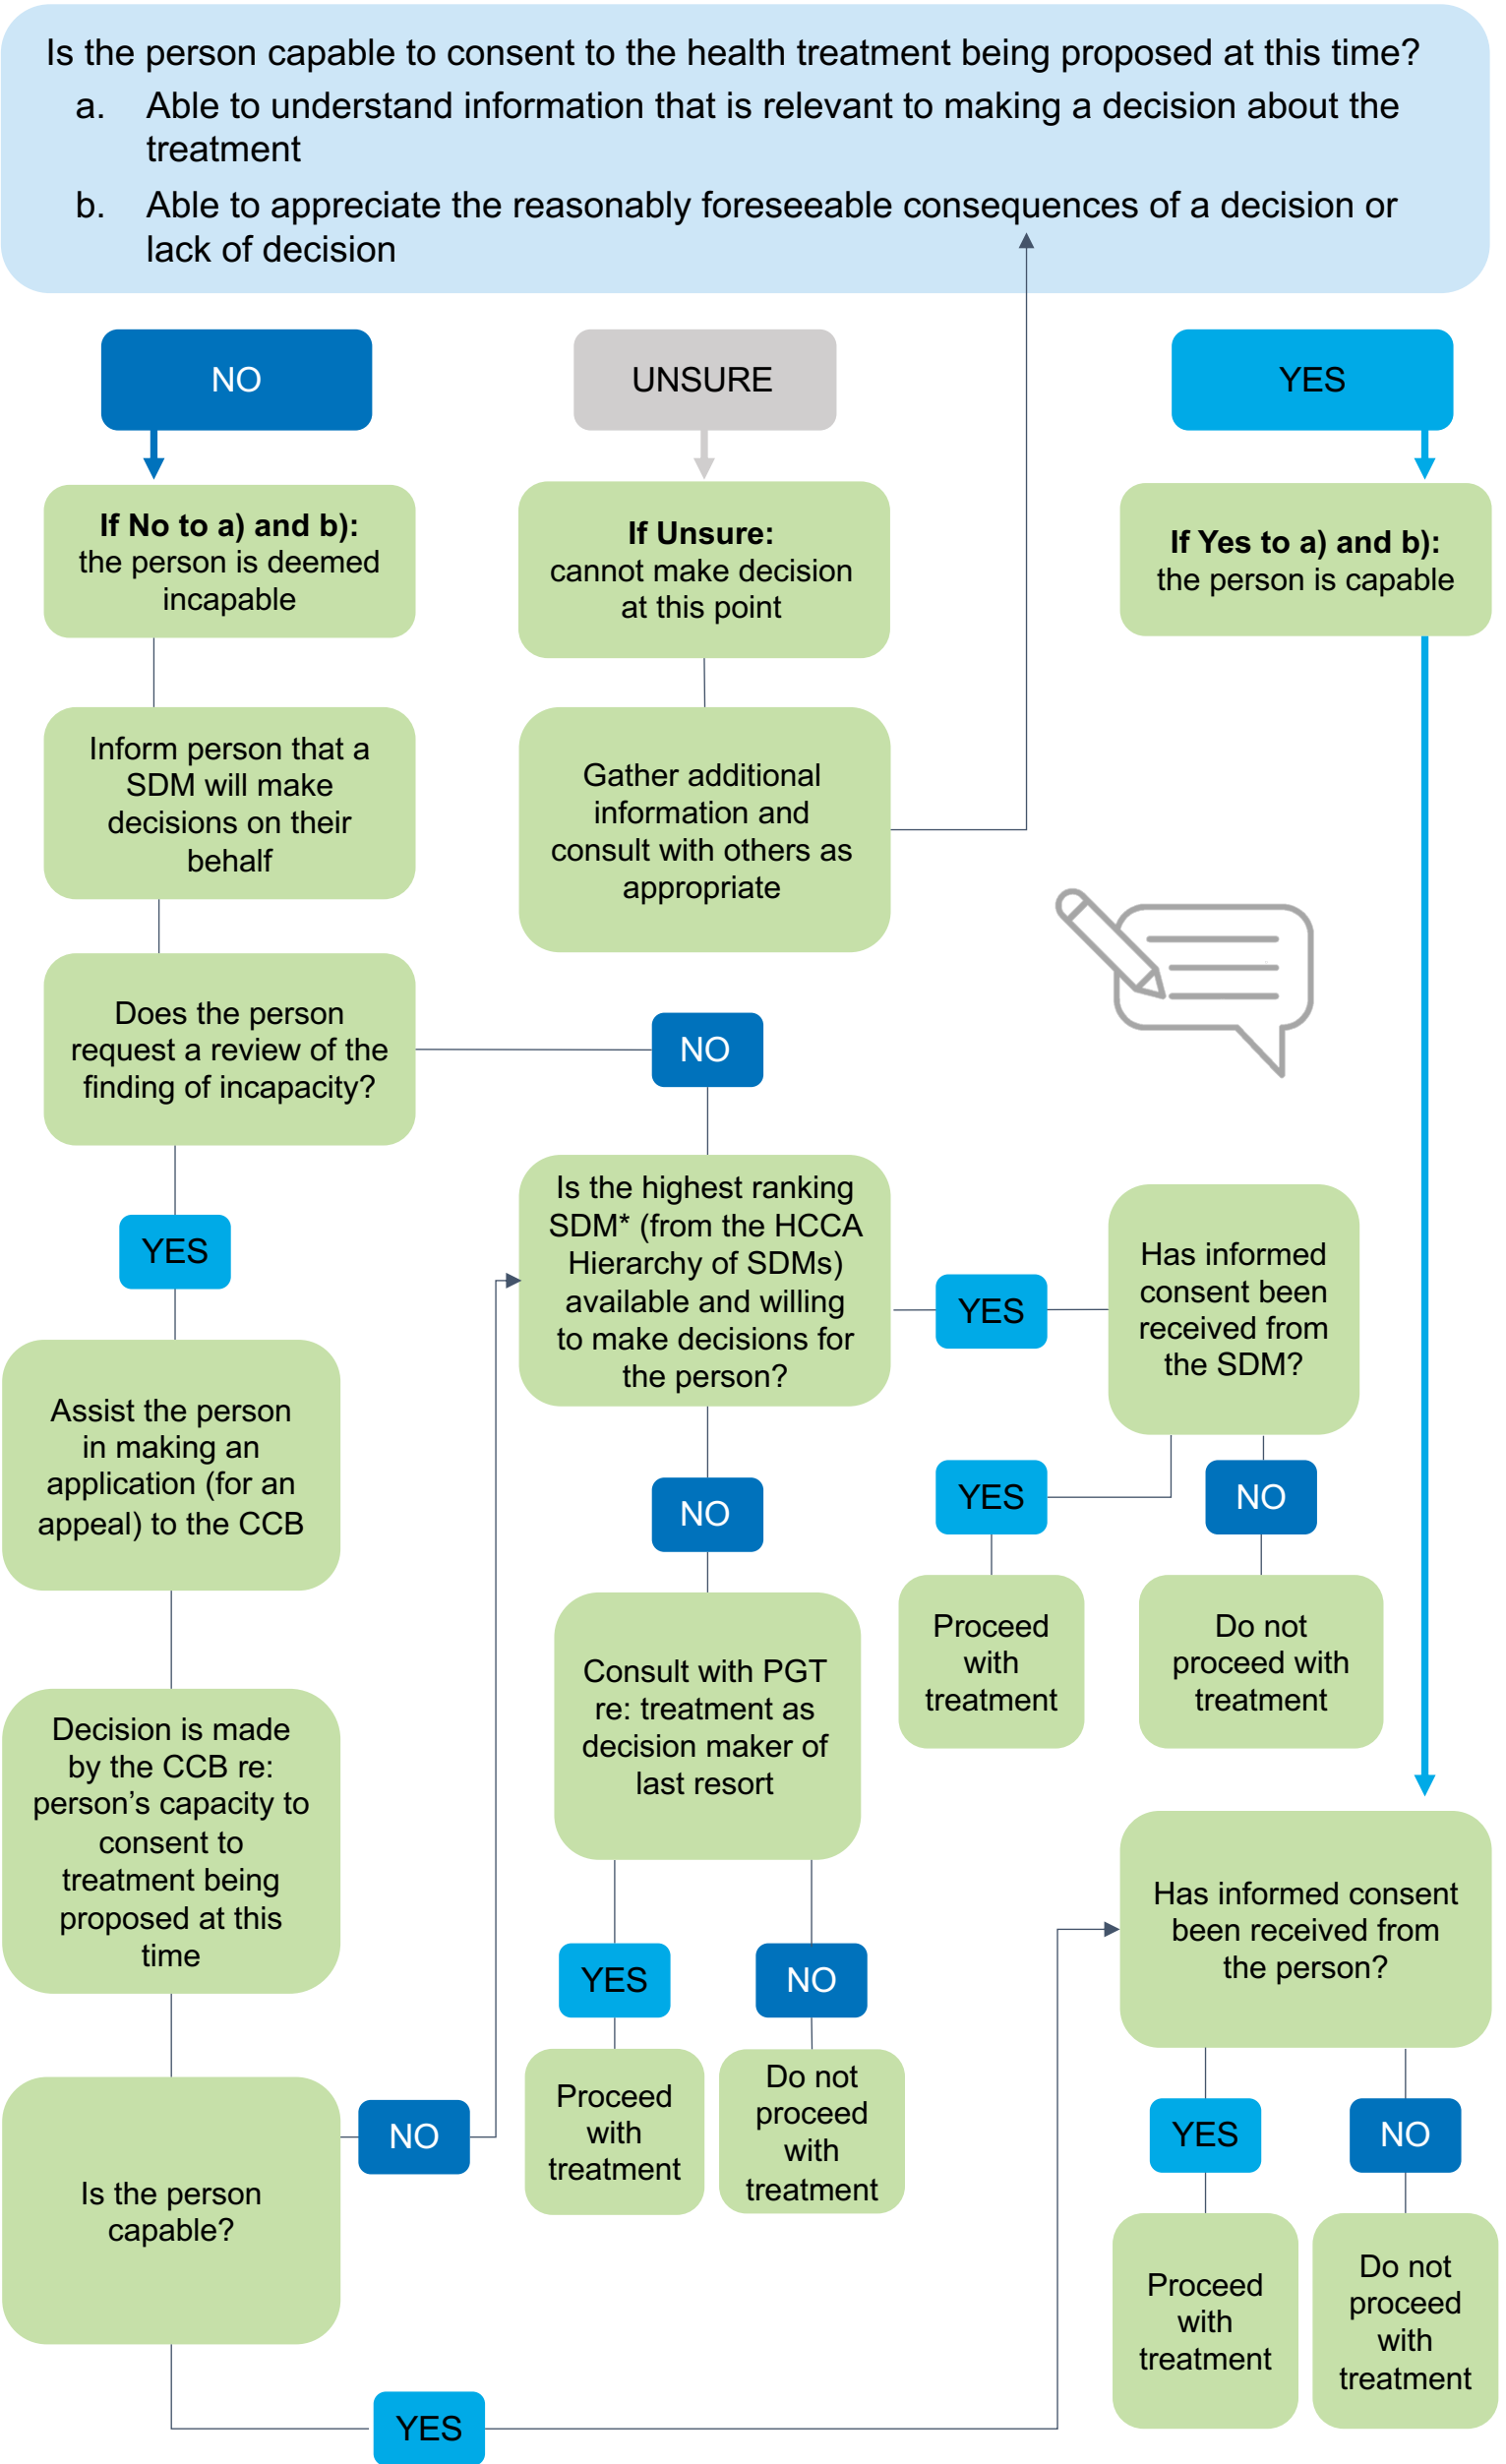 Is the person capable to consent to the health treatment being proposed at this time?
a. Able to understand information that is relevant to making a decision about the
treatment
b. Able to appreciate the reasonably foreseeable consequences of a decision or
lack of decision
NO
UNSURE
YES
If No to a) and b):
the person is deemed
incapable
If Unsure:
cannot make decision
at this point
If Yes to a) and b):
the person is capable
Inform person that a
SDM will make
decisions on their
behalf
Gather additional
information and
consult with others as
appropriate
Does the person
request a review of the
finding of incapacity?
NO
YES
Is the highest ranking
SDM* (from the HCCA
Hierarchy of SDMs)
available and willing
to make decisions for
the person?
YES
Has informed
consent been
received from
the SDM?
Assist the person
in making an
application (for an
appeal) to the CCB
NO
YES
NO
Proceed
with
treatment
Do not
proceed with
treatment
Consult with PGT
re: treatment as
decision maker of
last resort
Decision is made
by the CCB re:
person's capacity to
consent to
treatment being
proposed at this
time
YES
NO
Has informed consent
been received from
the person?
Proceed
with
treatment
Do not
proceed
with
treatment
Is the person
capable?
NO
YES
NO
Proceed
with
treatment
Do not
proceed
with
treatment
YES